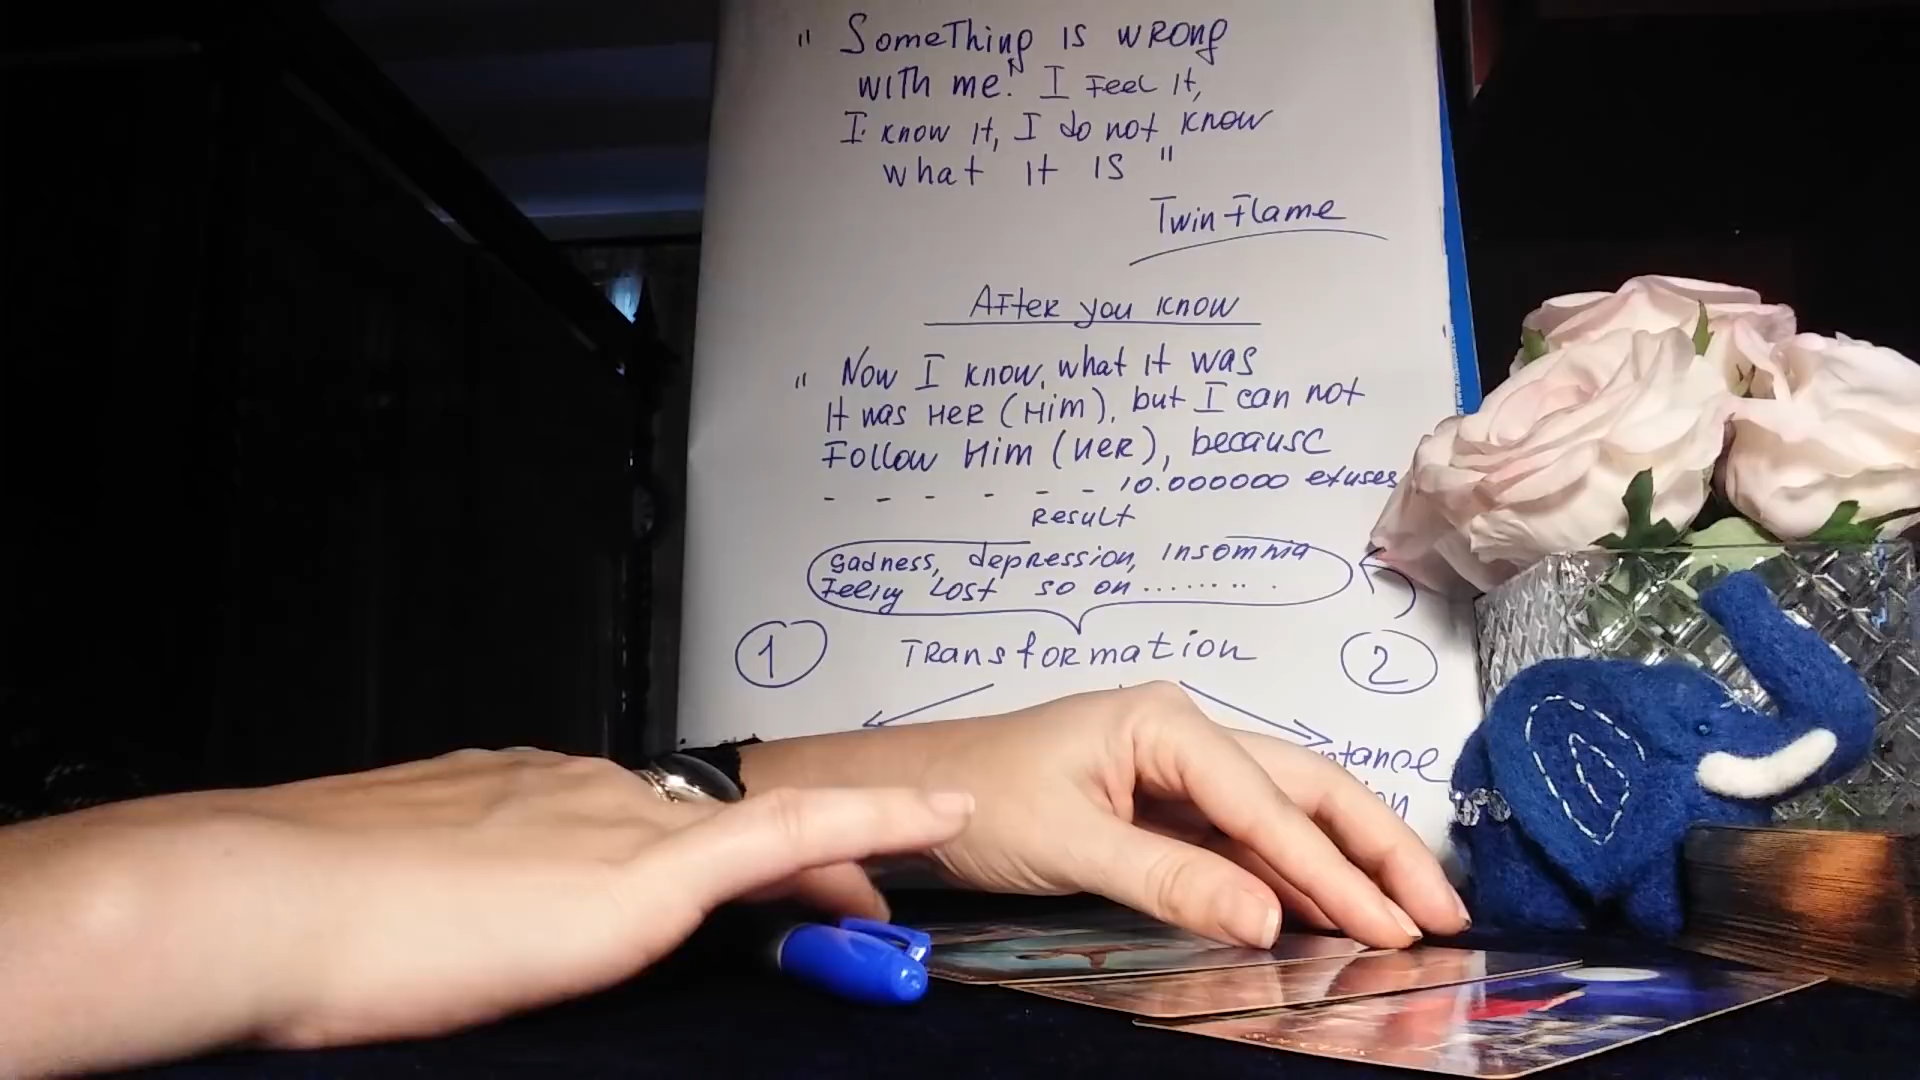 " Something is wrong
with me" I feel it,
I know it, I do not know
what it is "
Twin Flame
After you know
" Now I know, what it was
It was Her (Him), but I can not
Follow Him (Her), because
- - - - - - 10.000000 exuses
Result
sadness, depression, insomnia
Feeling Lost so on .........
1 Transformation 2